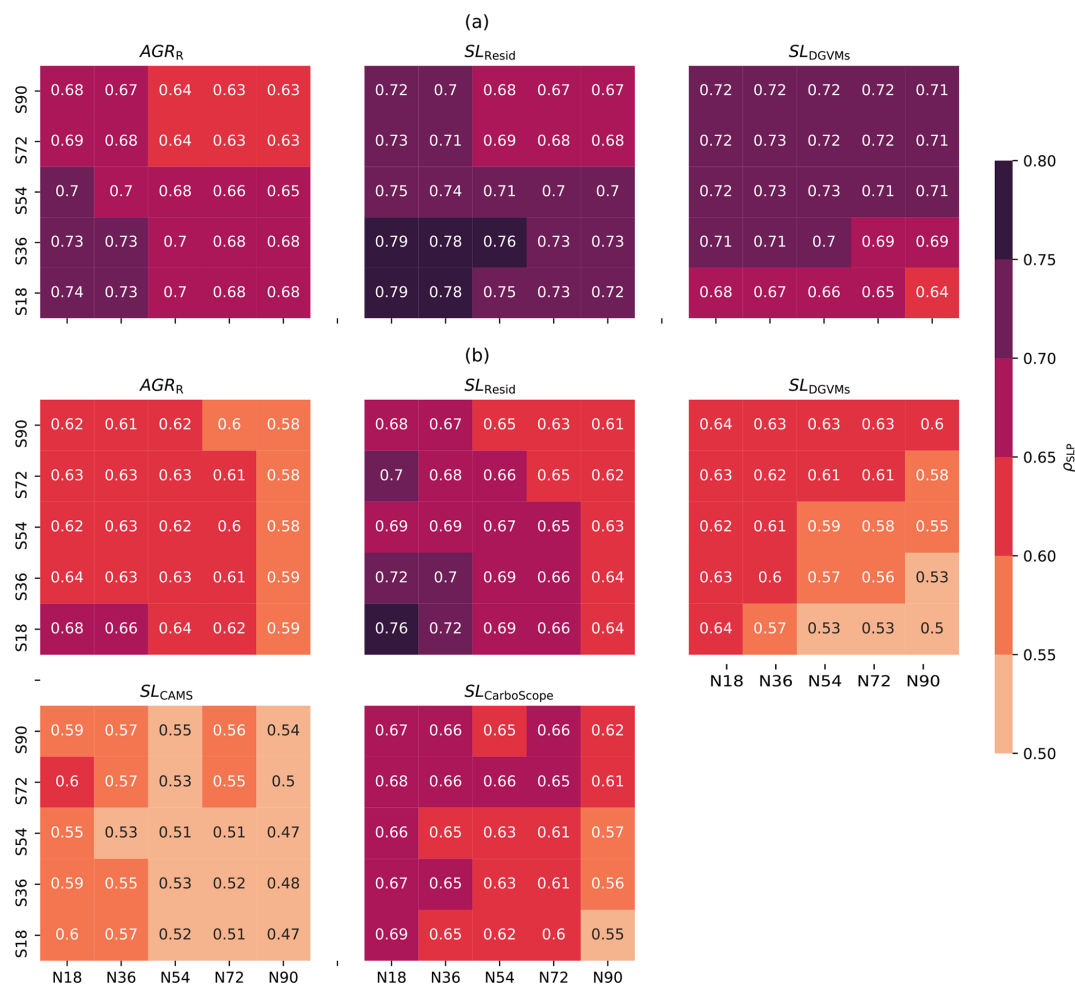 (a)
AGR_R SL_Resid SL_DGVMs
S90 0.68 0.67 0.64 0.63 0.63 0.72 0.7 0.68 0.67 0.67 0.72 0.72 0.72 0.72 0.71
S72 0.69 0.68 0.64 0.63 0.63 0.73 0.71 0.69 0.68 0.68 0.72 0.73 0.72 0.72 0.71
S54 0.7 0.7 0.68 0.66 0.65 0.75 0.74 0.71 0.7 0.7 0.72 0.73 0.73 0.71 0.71
S36 0.73 0.73 0.7 0.68 0.68 0.79 0.78 0.76 0.73 0.73 0.71 0.71 0.7 0.69 0.69
S18 0.74 0.73 0.7 0.68 0.68 0.79 0.78 0.75 0.73 0.72 0.68 0.67 0.66 0.65 0.64
(b)
AGR_R SL_Resid SL_DGVMs
S90 0.62 0.61 0.62 0.6 0.58 0.68 0.67 0.65 0.63 0.61 0.64 0.63 0.63 0.63 0.6
S72 0.63 0.63 0.63 0.61 0.58 0.7 0.68 0.66 0.65 0.62 0.63 0.62 0.61 0.61 0.58
S54 0.62 0.63 0.62 0.6 0.58 0.69 0.69 0.67 0.65 0.63 0.62 0.61 0.59 0.58 0.55
S36 0.64 0.63 0.63 0.61 0.59 0.72 0.7 0.69 0.66 0.64 0.63 0.6 0.57 0.56 0.53
S18 0.68 0.66 0.64 0.62 0.59 0.76 0.72 0.69 0.66 0.64 0.64 0.57 0.53 0.53 0.5
N18 N36 N54 N72 N90
SL_CAMS SL_CarboScope
S90 0.59 0.57 0.55 0.56 0.54 0.67 0.66 0.65 0.66 0.62
S72 0.6 0.57 0.53 0.55 0.5 0.68 0.66 0.66 0.65 0.61
S54 0.55 0.53 0.51 0.51 0.47 0.66 0.65 0.63 0.61 0.57
S36 0.59 0.55 0.53 0.52 0.48 0.67 0.65 0.63 0.61 0.56
S18 0.6 0.57 0.52 0.51 0.47 0.69 0.65 0.62 0.6 0.55
N18 N36 N54 N72 N90 N18 N36 N54 N72 N90
0.80
0.75
0.70
0.65
0.60
0.55
0.50
ρ_SLP